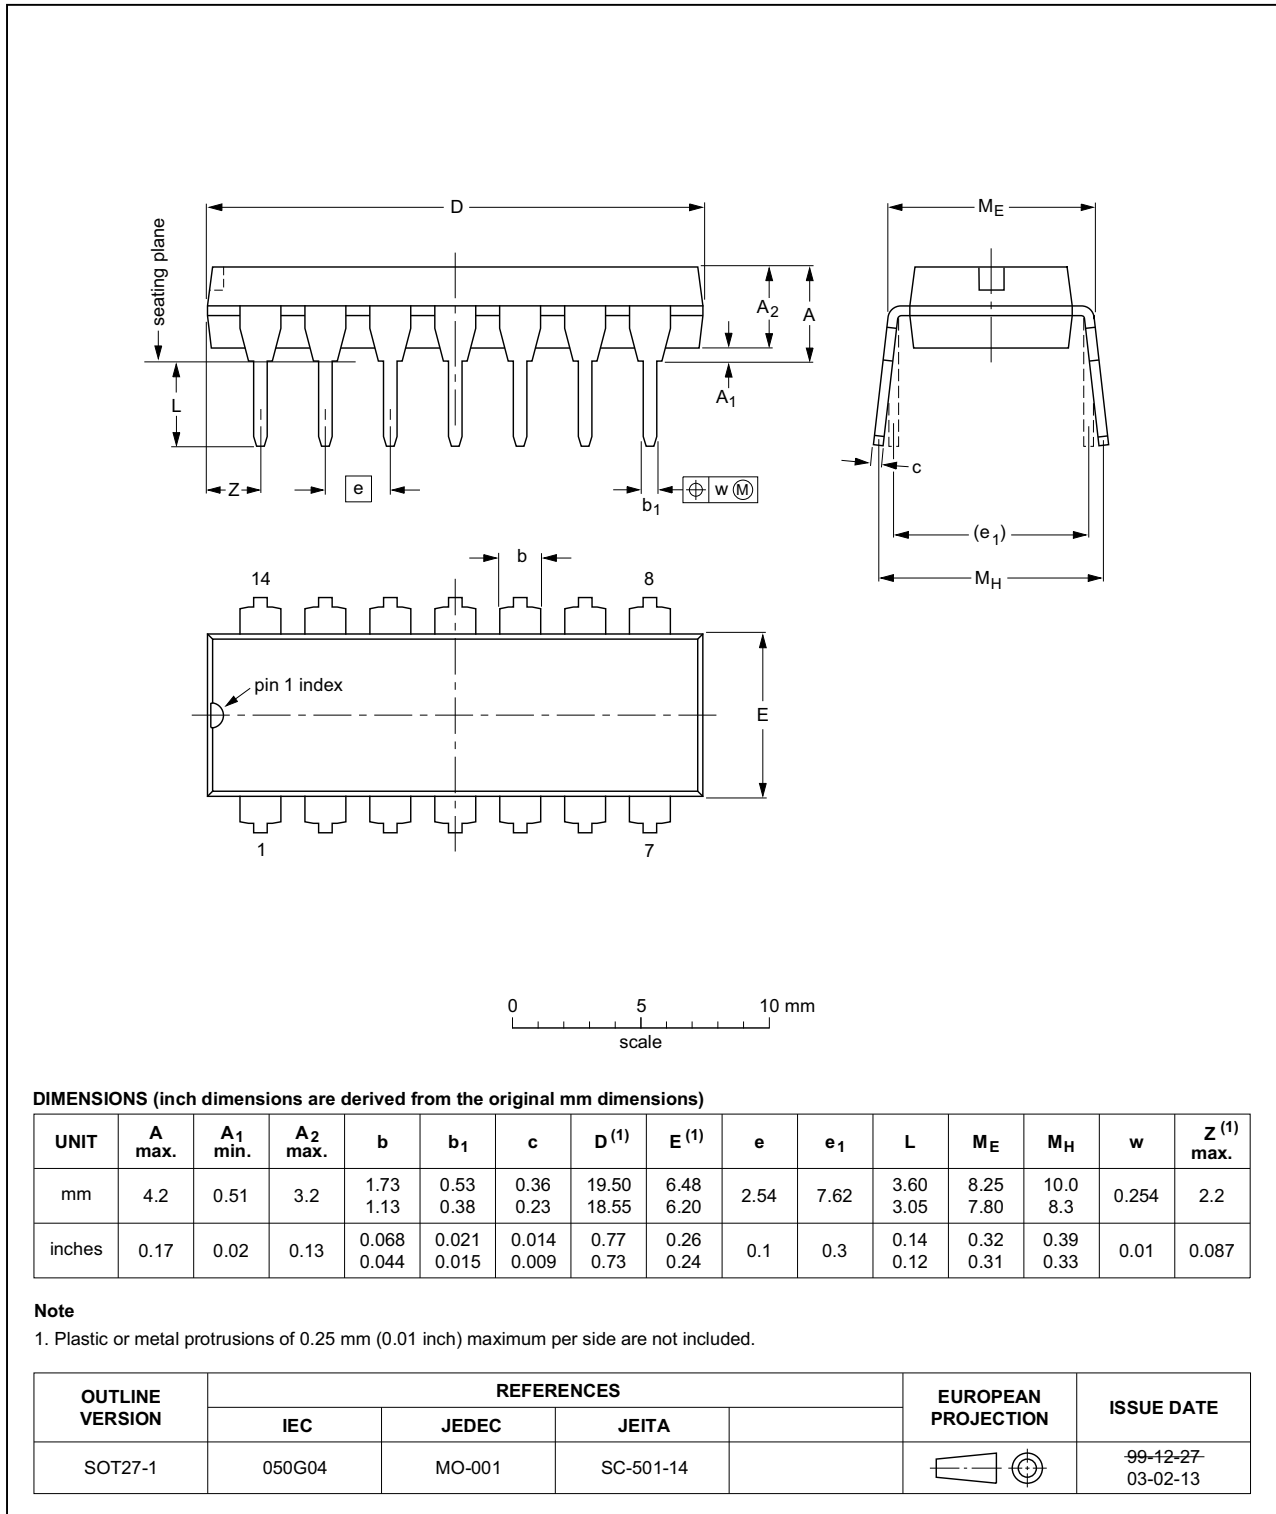 D
M_E
seating plane
A_2
A
L
A_1
Z
e
b_1
w M
c
(e_1)
M_H
b
14
8
pin 1 index
E
1
7
0 5 10 mm
scale
DIMENSIONS (inch dimensions are derived from the original mm dimensions)
UNIT A max. A1 min. A2 max. b b1 c D (1) E (1) e e1 L ME MH w Z (1) max.
mm 4.2 0.51 3.2 1.73 1.13 0.53 0.38 0.36 0.23 19.50 18.55 6.48 6.20 2.54 7.62 3.60 3.05 8.25 7.80 10.0 8.3 0.254 2.2
inches 0.17 0.02 0.13 0.068 0.044 0.021 0.015 0.014 0.009 0.77 0.73 0.26 0.24 0.1 0.3 0.14 0.12 0.32 0.31 0.39 0.33 0.01 0.087
Note
1. Plastic or metal protrusions of 0.25 mm (0.01 inch) maximum per side are not included.
OUTLINE VERSION REFERENCES EUROPEAN PROJECTION ISSUE DATE
IEC JEDEC JEITA
SOT27-1 050G04 MO-001 SC-501-14 99-12-27
03-02-13